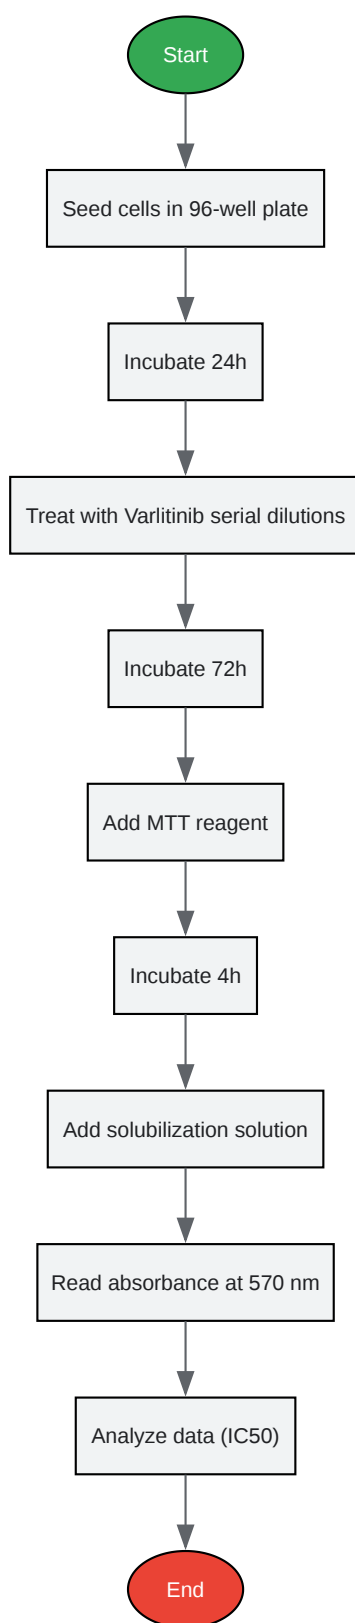 Start
Seed cells in 96-well plate
Incubate 24h
Treat with Varlitinib serial dilutions
Incubate 72h
Add MTT reagent
Incubate 4h
Add solubilization solution
Read absorbance at 570 nm
Analyze data (IC50)
End